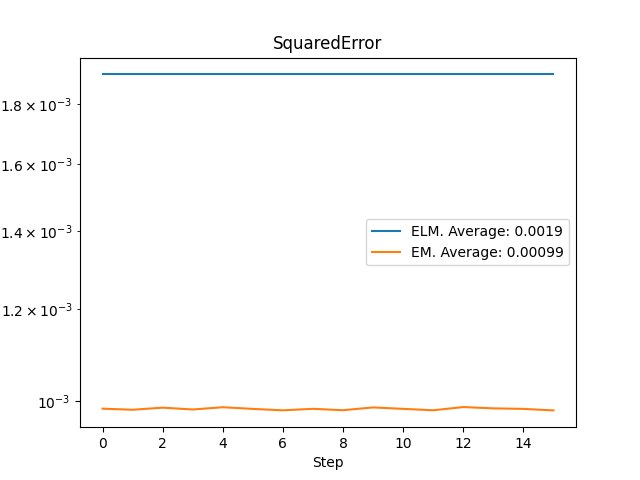 SquaredError
1.8 × 10⁻³
1.6 × 10⁻³
1.4 × 10⁻³
1.2 × 10⁻³
10⁻³
ELM. Average: 0.0019
EM. Average: 0.00099
0 2 4 6 8 10 12 14
Step